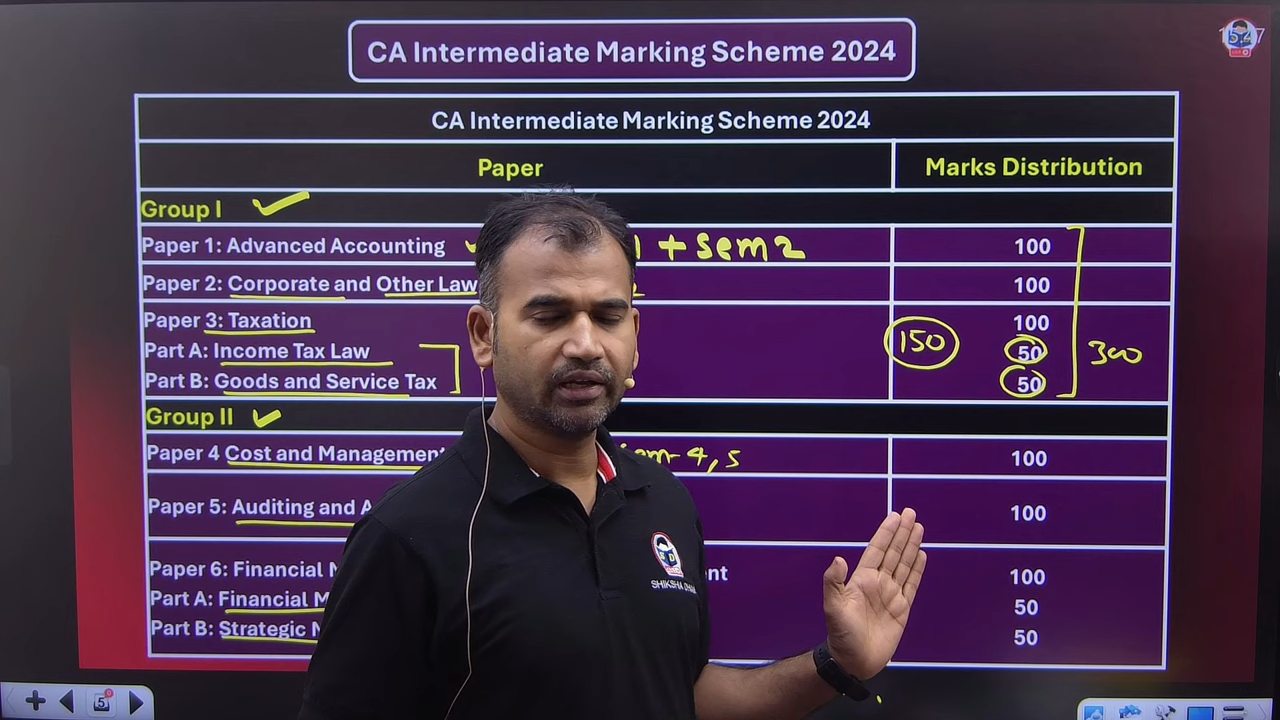 CA Intermediate Marking Scheme 2024
CA Intermediate Marking Scheme 2024
Paper Marks Distribution
Group I
Paper 1: Advanced Accounting 1 + Sem 2 100
Paper 2: Corporate and Other Law 100
Paper 3: Taxation 100
Part A: Income Tax Law 150 50 300
Part B: Goods and Service Tax 50
Group II
Paper 4 Cost and Management 4, 5 100
Paper 5: Auditing and 100
Paper 6: Financial 100
Part A: Financial 50
Part B: Strategic 50
SHIKSHA
5